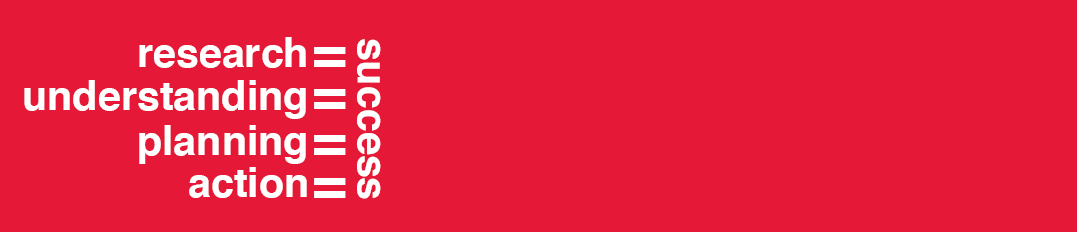 research=
understanding=
planning=
action=
success